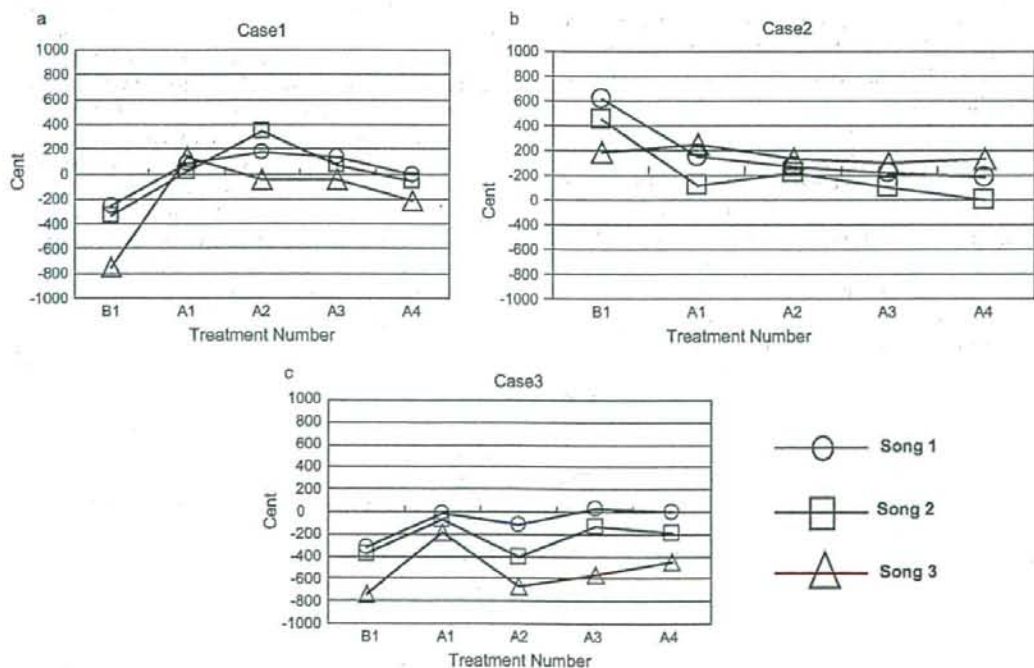 a
Case1
1000
800
600
400
200
0
-200
-400
-600
-800
-1000
Cent
B1 A1 A2 A3 A4
Treatment Number
b
Case2
1000
800
600
400
200
-200
0
-200
-400
-600
-800
-1000
Cent
B1 A1 A2 A3 A4
Treatment Number
c
Case3
1000
800
600
400
200
0
-200
-400
-600
-800
-1000
Cent
B1 A1 A2 A3 A4
Treatment Number
Song 1
Song 2
Song 3